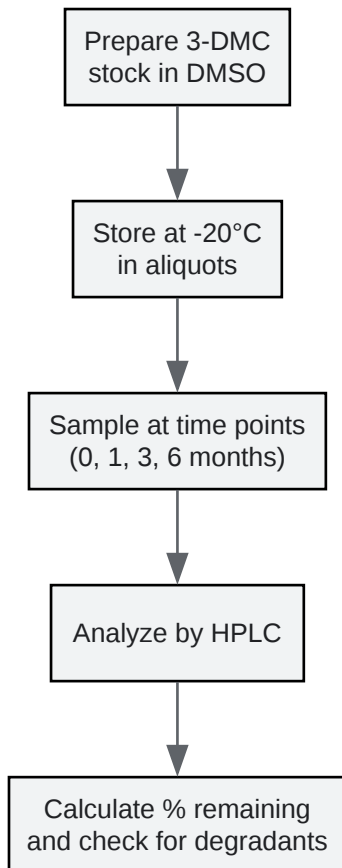 Prepare 3-DMC
stock in DMSO
Store at -20°C
in aliquots
Sample at time points
(0, 1, 3, 6 months)
Analyze by HPLC
Calculate % remaining
and check for degradants